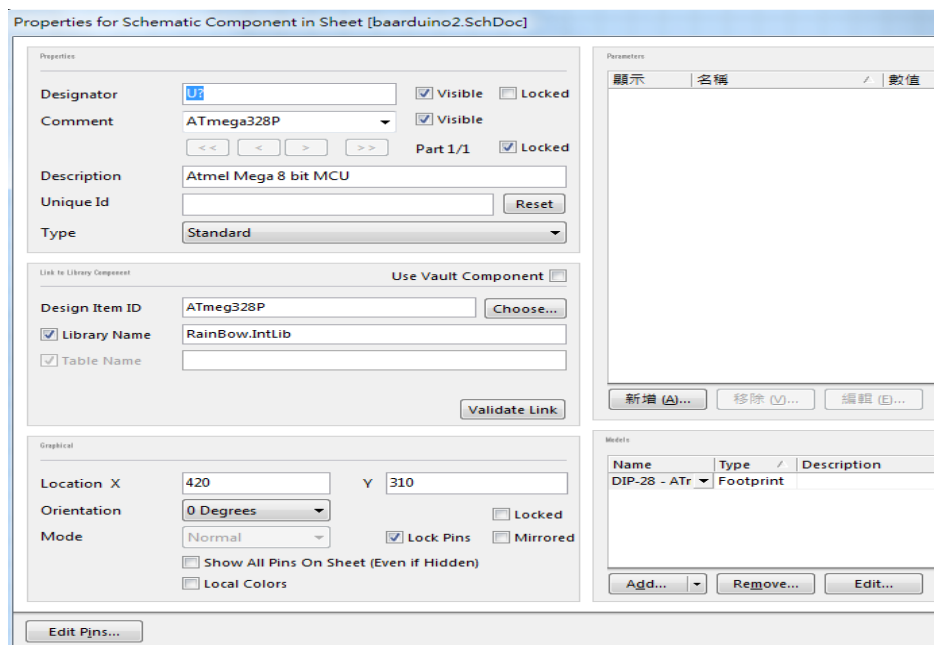 Properties for Schematic Component in Sheet [baarduino2.SchDoc]
Properties
Designator U? Visible Locked
Comment ATmega328P Visible
<< < > >> Part 1/1 Locked
Description Atmel Mega 8 bit MCU
Unique Id Reset
Type Standard
Link to Library Component
Use Vault Component
Design Item ID ATmeg328P Choose...
Library Name RainBow.IntLib
Table Name
Validate Link
Graphical
Location X 420 Y 310
Orientation 0 Degrees Locked
Mode Normal Lock Pins Mirrored
Show All Pins On Sheet (Even if Hidden)
Local Colors
Edit Pins...
Parameters
顯示 名稱 數值
新增 (A)... 移除 (V)... 編輯 (E)...
Models
Name Type Description
DIP-28 - ATr Footprint
Add... Remove... Edit...